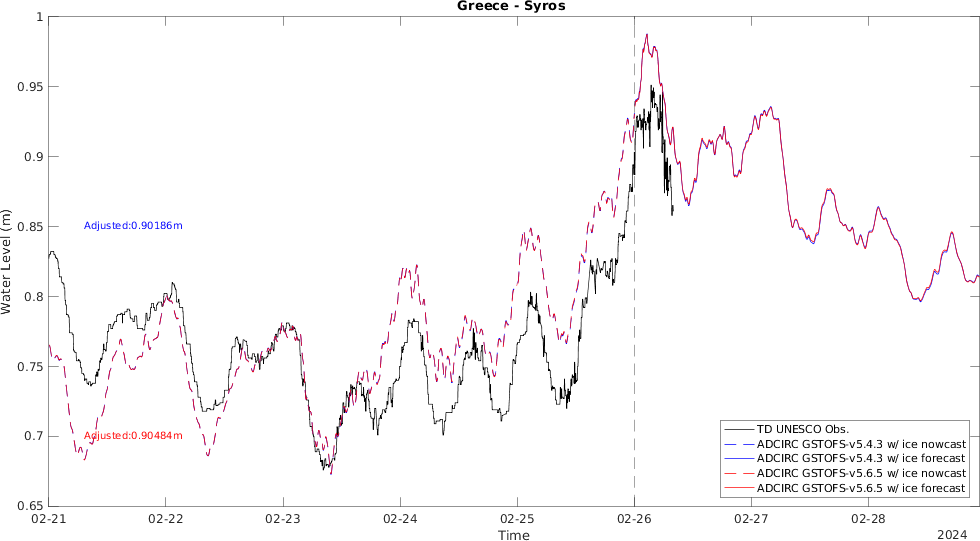 Greece - Syros
1
0.95
0.9
0.85
0.8
0.75
0.7
0.65
Water Level (m)
Adjusted:0.90186m
Adjusted:0.90484m
TD UNESCO Obs.
ADCIRC GSTOFS-v5.4.3 w/ ice nowcast
ADCIRC GSTOFS-v5.4.3 w/ ice forecast
ADCIRC GSTOFS-v5.6.5 w/ ice nowcast
ADCIRC GSTOFS-v5.6.5 w/ ice forecast
02-21 02-22 02-23 02-24 02-25 02-26 02-27 02-28
Time
2024